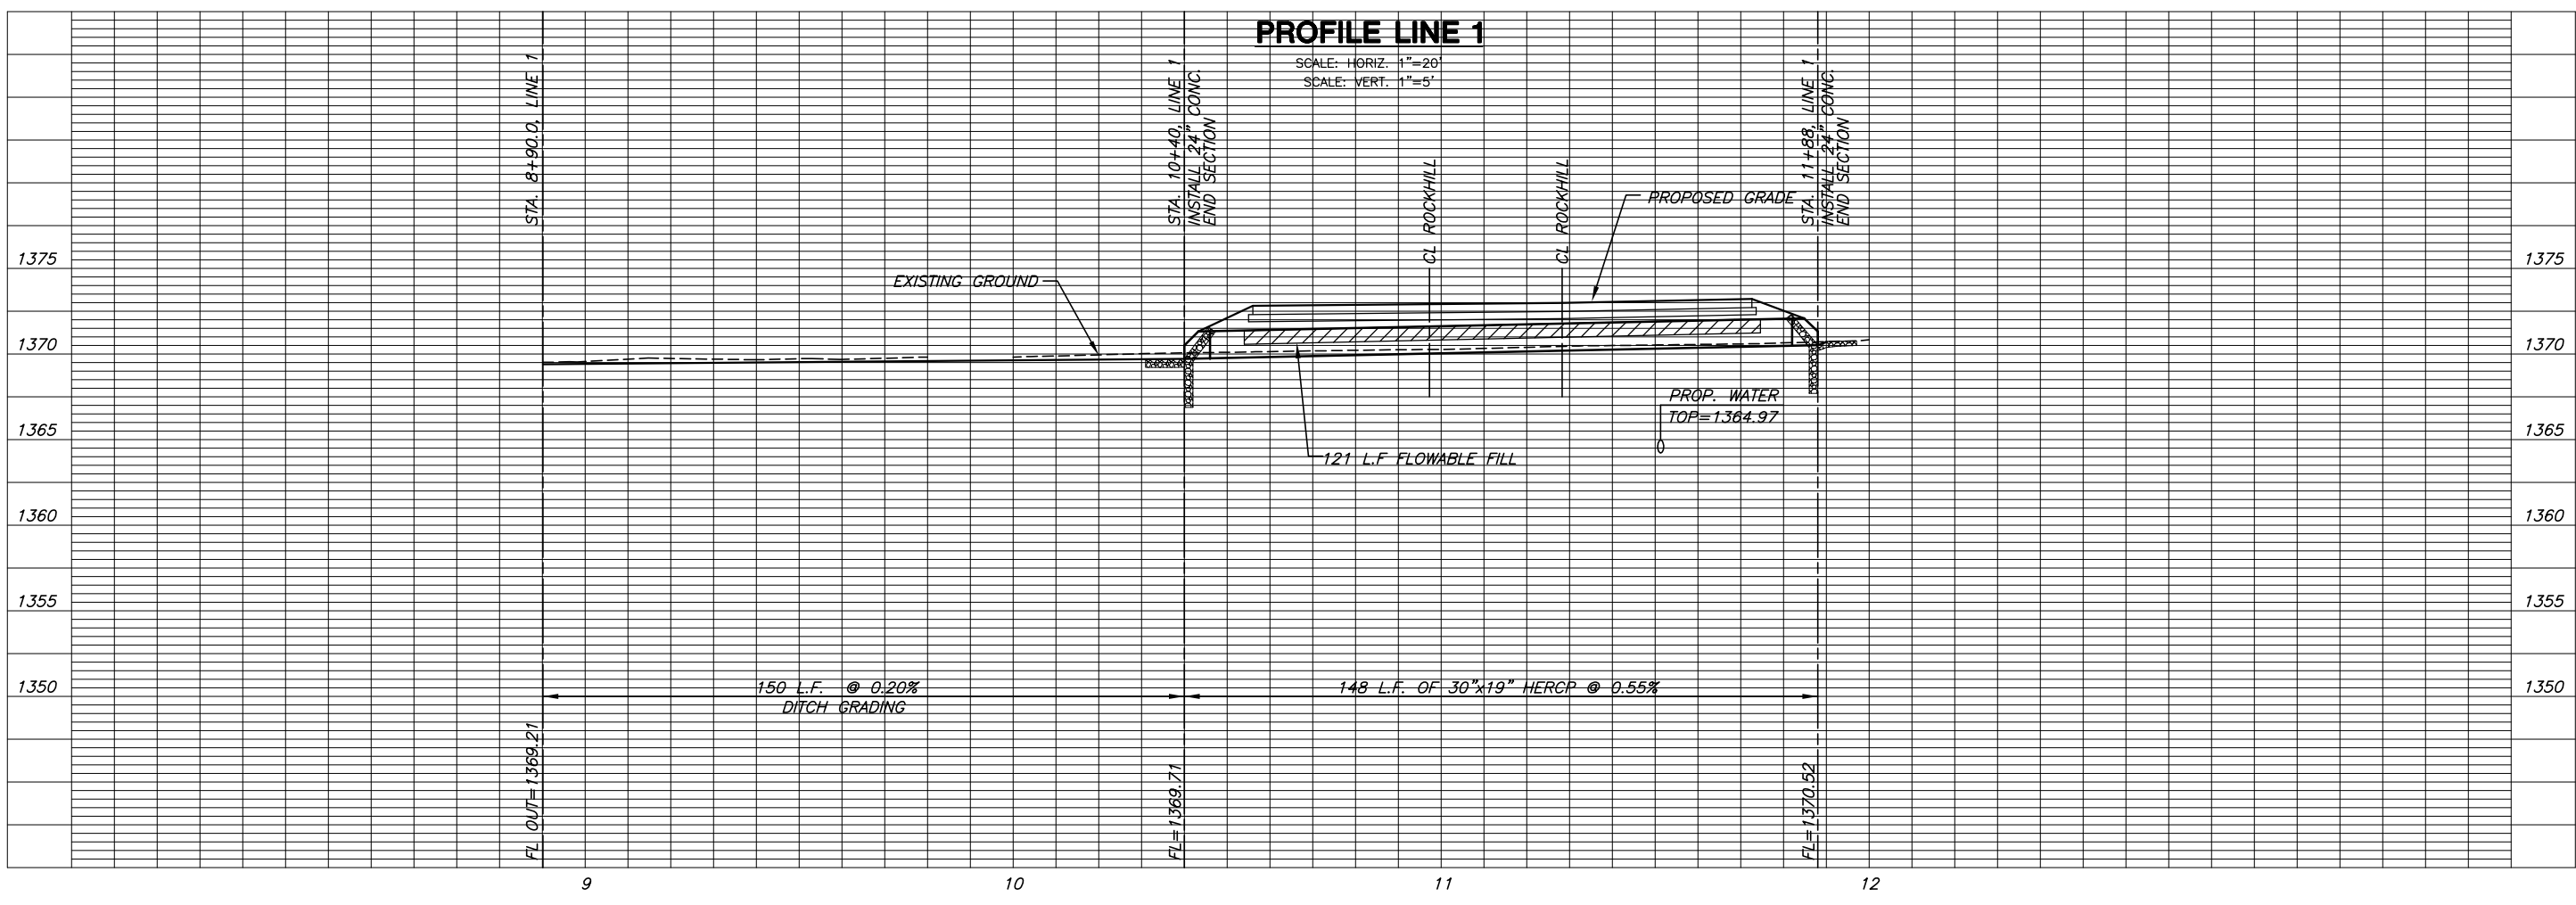 PROFILE LINE 1
SCALE: HORIZ. 1"=20'
SCALE: VERT. 1"=5'
STA. 8+90.0, LINE 1
STA. 10+40, LINE 1
INSTALL 24" CONC.
END SECTION
CL ROCKHILL
CL ROCKHILL
STA. 11+88, LINE 1
INSTALL 24" CONC.
END SECTION
PROPOSED GRADE
EXISTING GROUND
PROP. WATER
TOP=1364.97
121 L.F FLOWABLE FILL
1375
1375
1370
1370
1365
1365
1360
1360
1355
1355
1350
1350
150 L.F. @ 0.20%
DITCH GRADING
148 L.F. OF 30"x19" HERCP @ 0.55%
FL OUT=1369.21
FL=1369.71
FL=1370.52
9
10
11
12